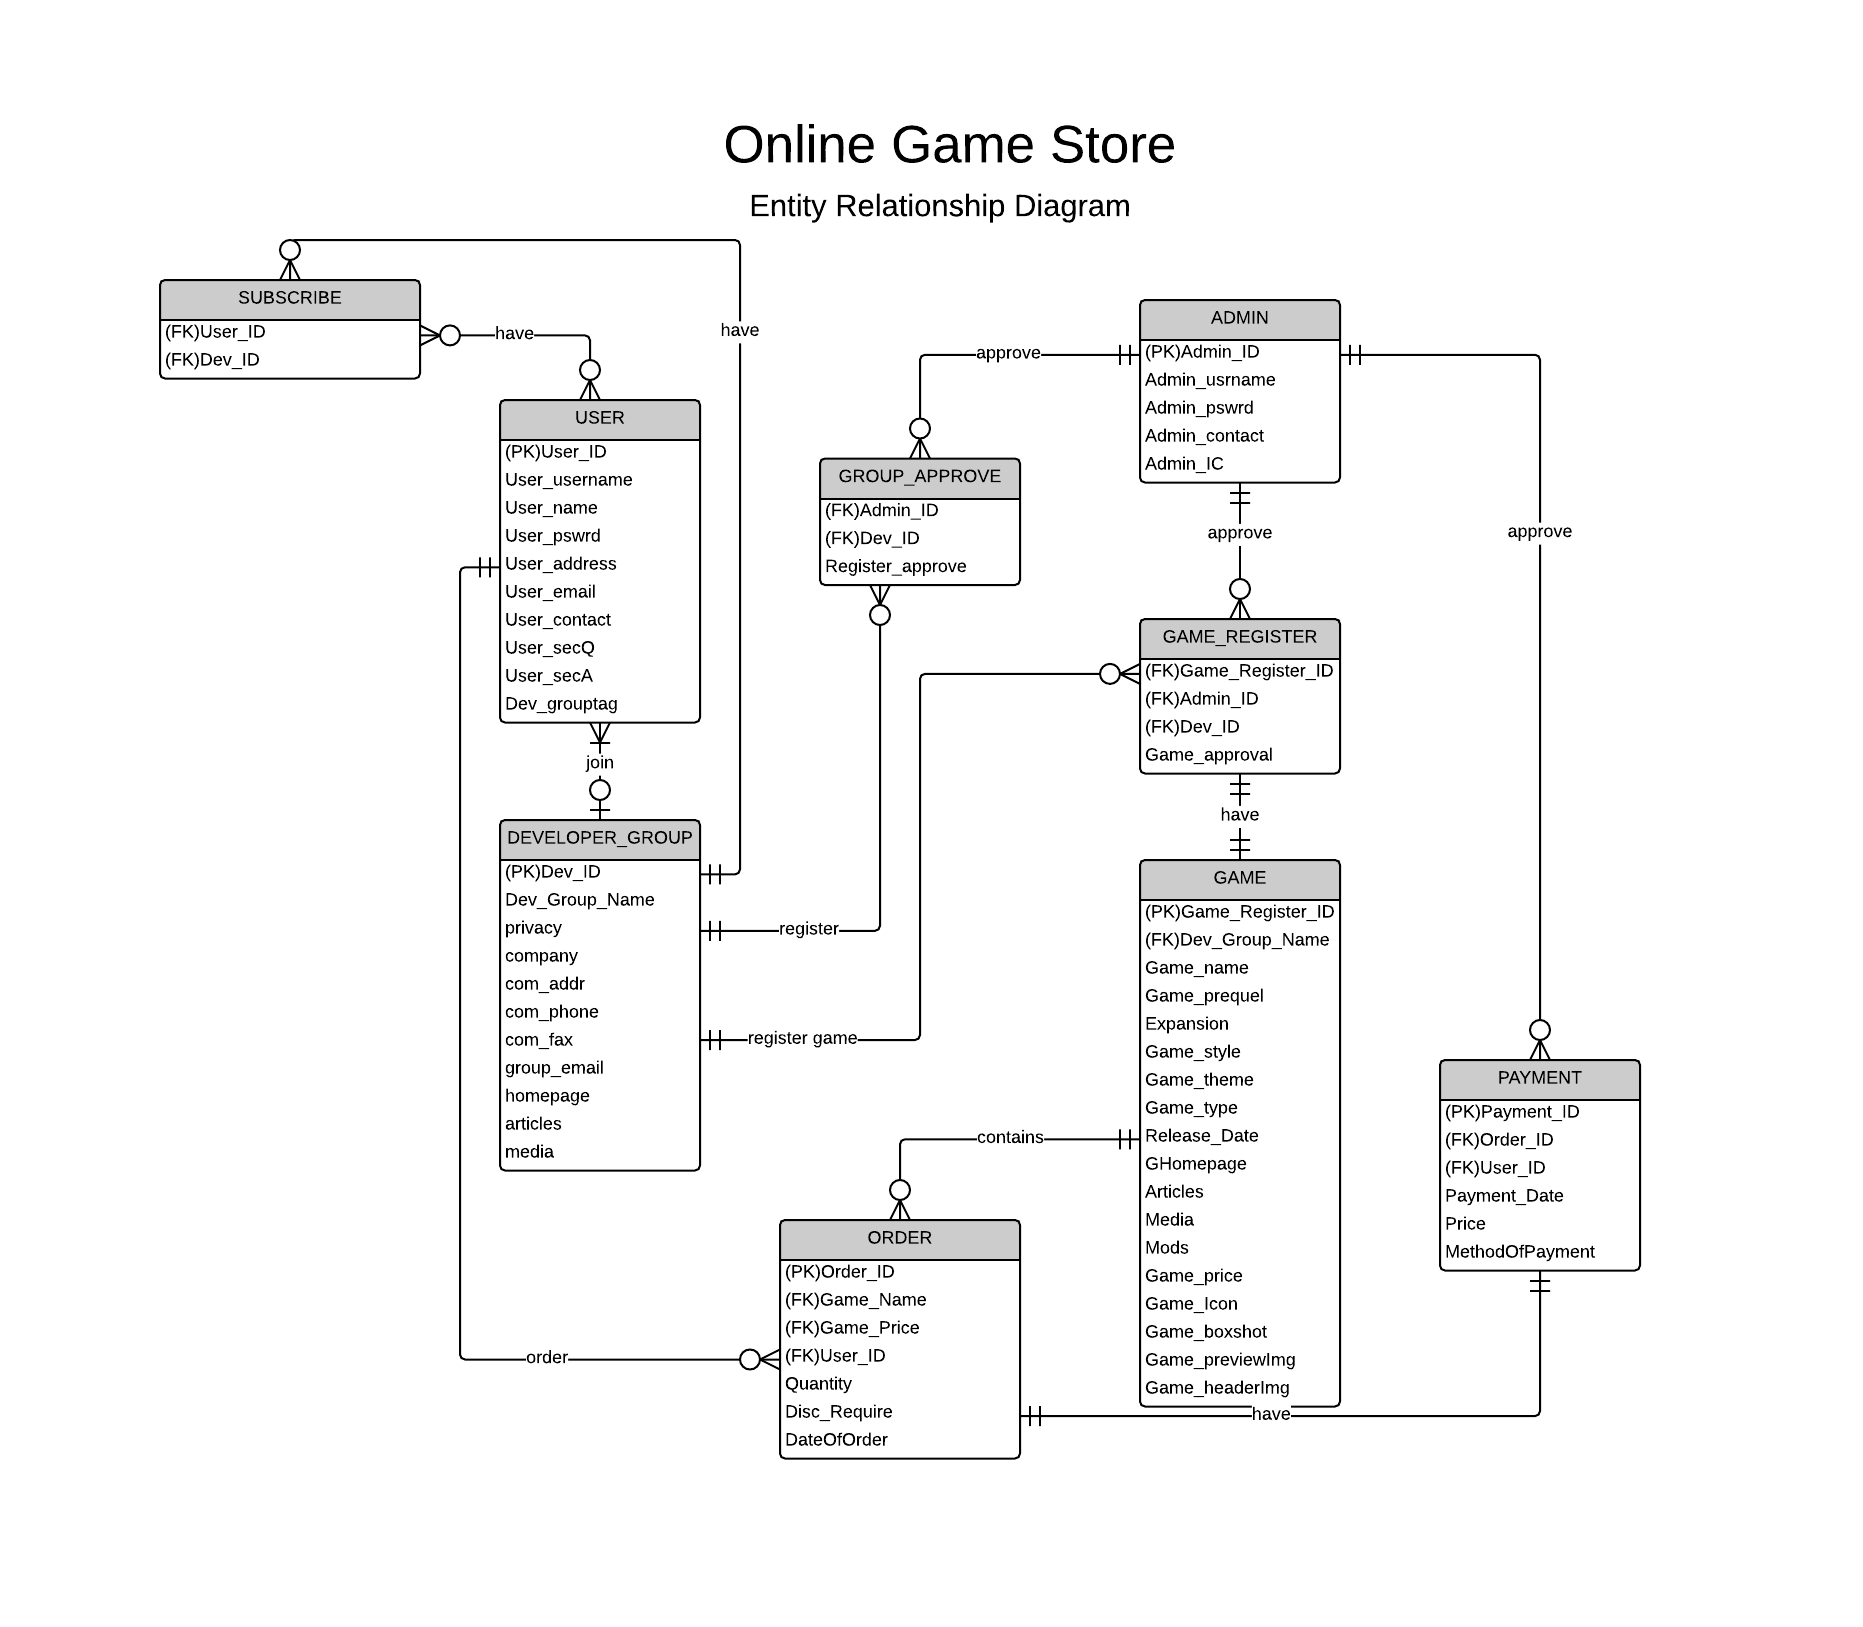 Online Game Store
Entity Relationship Diagram
SUBSCRIBE
(FK)User_ID
(FK)Dev_ID
have
have
USER
(PK)User_ID
User_username
User_name
User_pswrd
User_address
User_email
User_contact
User_secQ
User_secA
Dev_grouptag
join
DEVELOPER_GROUP
(PK)Dev_ID
Dev_Group_Name
privacy
company
com_addr
com_phone
com_fax
group_email
homepage
articles
media
register
register game
approve
GROUP_APPROVE
(FK)Admin_ID
(FK)Dev_ID
Register_approve
ADMIN
(PK)Admin_ID
Admin_usrname
Admin_pswrd
Admin_contact
Admin_IC
approve
approve
GAME_REGISTER
(FK)Game_Register_ID
(FK)Admin_ID
(FK)Dev_ID
Game_approval
have
GAME
(PK)Game_Register_ID
(FK)Dev_Group_Name
Game_name
Game_prequel
Expansion
Game_style
Game_theme
Game_type
Release_Date
GHomepage
Articles
Media
Mods
Game_price
Game_Icon
Game_boxshot
Game_previewImg
Game_headerImg
contains
ORDER
(PK)Order_ID
(FK)Game_Name
(FK)Game_Price
(FK)User_ID
Quantity
Disc_Require
DateOfOrder
order
have
PAYMENT
(PK)Payment_ID
(FK)Order_ID
(FK)User_ID
Payment_Date
Price
MethodOfPayment